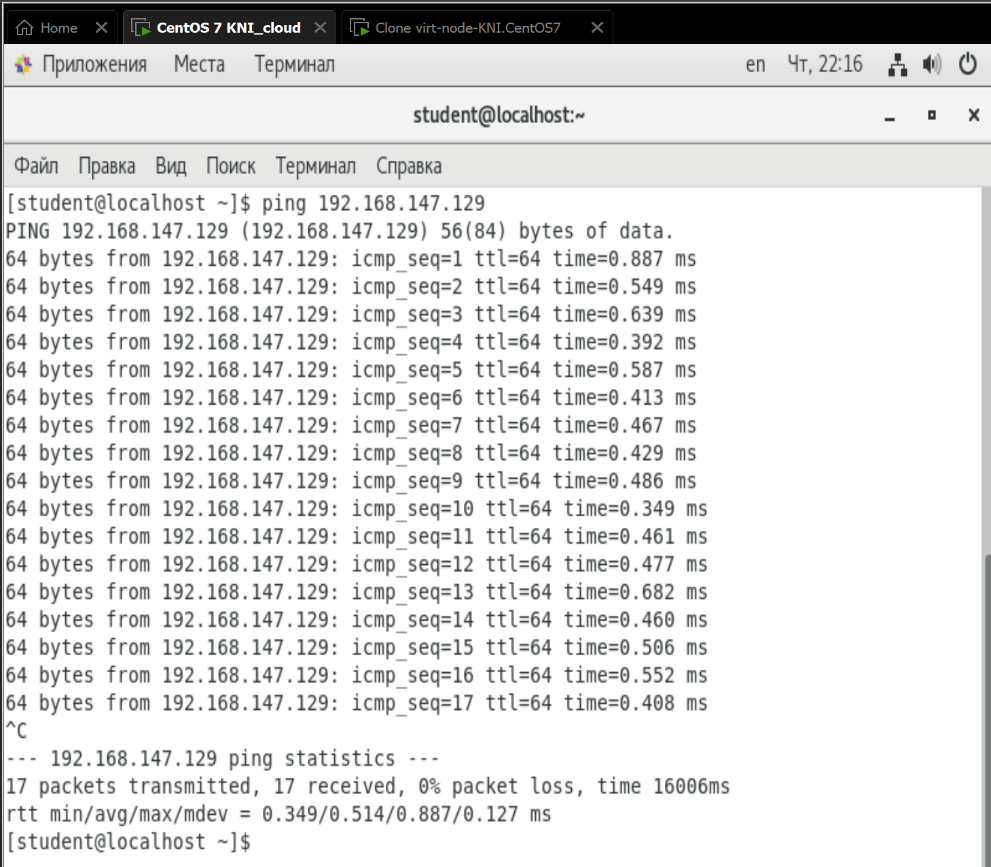 Home
CentOS 7 KNI_cloud
Clone virt-node-KNI.CentOS7
Приложения Места Терминал en Чт, 22:16
student@localhost:~
Файл Правка Вид Поиск Терминал Справка
[student@localhost ~]$ ping 192.168.147.129
PING 192.168.147.129 (192.168.147.129) 56(84) bytes of data.
64 bytes from 192.168.147.129: icmp_seq=1 ttl=64 time=0.887 ms
64 bytes from 192.168.147.129: icmp_seq=2 ttl=64 time=0.549 ms
64 bytes from 192.168.147.129: icmp_seq=3 ttl=64 time=0.639 ms
64 bytes from 192.168.147.129: icmp_seq=4 ttl=64 time=0.392 ms
64 bytes from 192.168.147.129: icmp_seq=5 ttl=64 time=0.587 ms
64 bytes from 192.168.147.129: icmp_seq=6 ttl=64 time=0.413 ms
64 bytes from 192.168.147.129: icmp_seq=7 ttl=64 time=0.467 ms
64 bytes from 192.168.147.129: icmp_seq=8 ttl=64 time=0.429 ms
64 bytes from 192.168.147.129: icmp_seq=9 ttl=64 time=0.486 ms
64 bytes from 192.168.147.129: icmp_seq=10 ttl=64 time=0.349 ms
64 bytes from 192.168.147.129: icmp_seq=11 ttl=64 time=0.461 ms
64 bytes from 192.168.147.129: icmp_seq=12 ttl=64 time=0.477 ms
64 bytes from 192.168.147.129: icmp_seq=13 ttl=64 time=0.682 ms
64 bytes from 192.168.147.129: icmp_seq=14 ttl=64 time=0.460 ms
64 bytes from 192.168.147.129: icmp_seq=15 ttl=64 time=0.506 ms
64 bytes from 192.168.147.129: icmp_seq=16 ttl=64 time=0.552 ms
64 bytes from 192.168.147.129: icmp_seq=17 ttl=64 time=0.408 ms
^C
--- 192.168.147.129 ping statistics ---
17 packets transmitted, 17 received, 0% packet loss, time 16006ms
rtt min/avg/max/mdev = 0.349/0.514/0.887/0.127 ms
[student@localhost ~]$